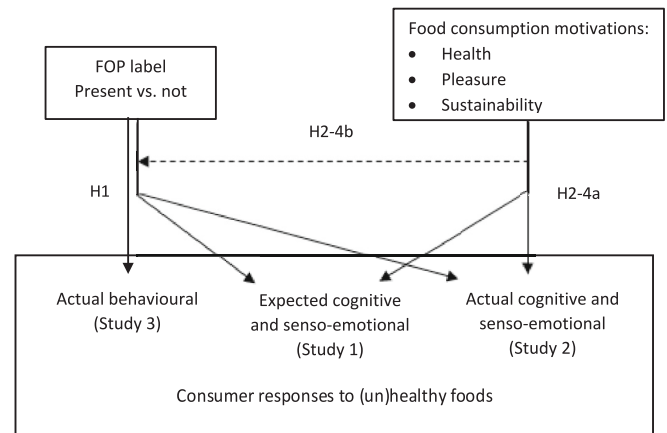 FOP label
Present vs. not
Food consumption motivations:
• Health
• Pleasure
• Sustainability
H2-4b
H1
H2-4a
Actual behavioural
(Study 3)
Expected cognitive
and senso-emotional
(Study 1)
Actual cognitive and
senso-emotional
(Study 2)
Consumer responses to (un)healthy foods